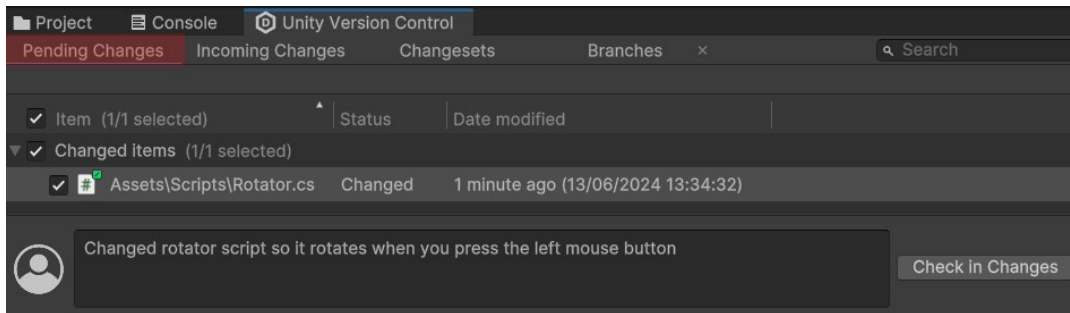 Project Console Unity Version Control
Pending Changes Incoming Changes Changesets Branches × Search
Item (1/1 selected) Status Date modified
Changed items (1/1 selected)
# Assets\Scripts\Rotator.cs Changed 1 minute ago (13/06/2024 13:34:32)
Changed rotator script so it rotates when you press the left mouse button
Check in Changes